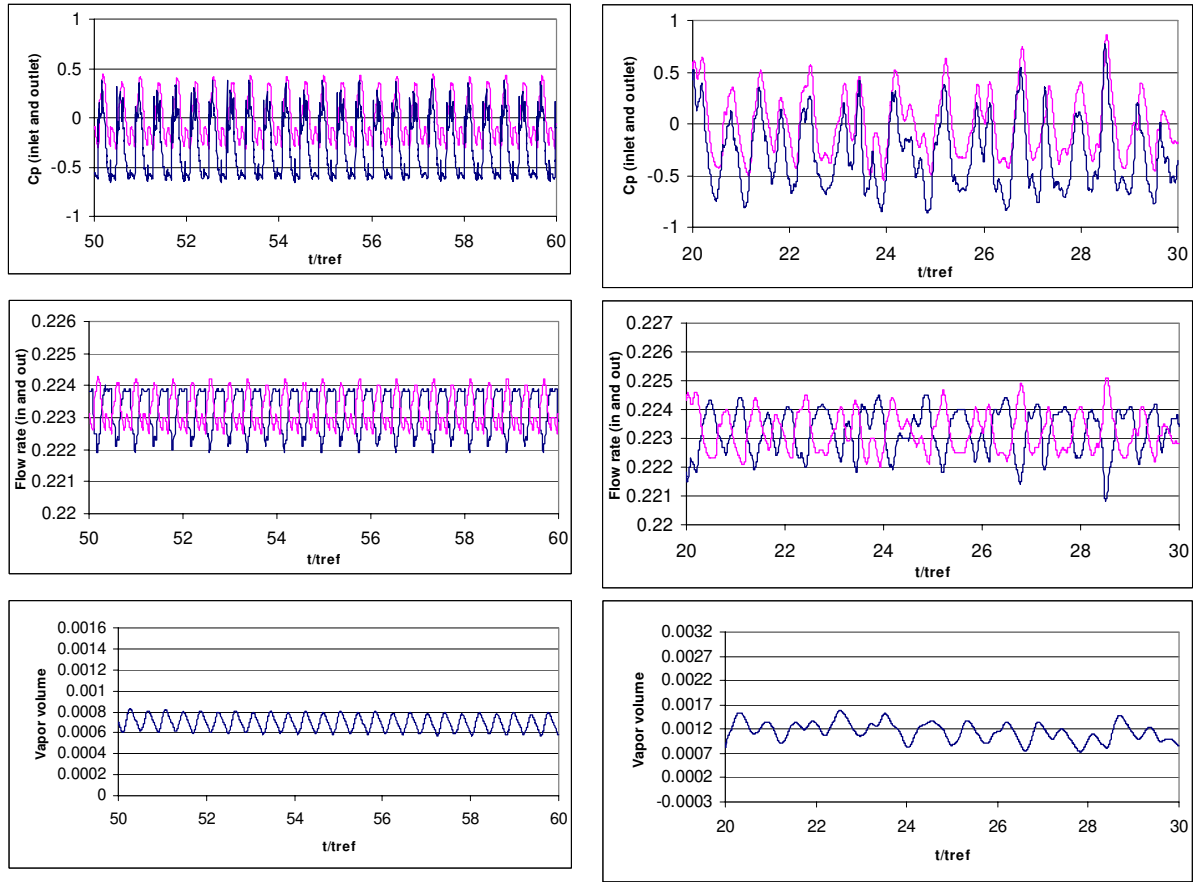 Cp (inlet and outlet)
1
0.5
0
-0.5
-1
50 52 54 56 58 60
t/tref
Cp (inlet and outlet)
1
0.5
0
-0.5
-1
20 22 24 26 28 30
t/tref
Flow rate (in and out)
0.226
0.225
0.224
0.223
0.222
0.221
0.22
50 52 54 56 58 60
t/tref
Flow rate (in and out)
0.227
0.226
0.225
0.224
0.223
0.222
0.221
0.22
20 22 24 26 28 30
t/tref
Vapor volume
0.0016
0.0014
0.0012
0.001
0.0008
0.0006
0.0004
0.0002
0
50 52 54 56 58 60
t/tref
Vapor volume
0.0032
0.0027
0.0022
0.0017
0.0012
0.0007
0.0002
-0.0003
20 22 24 26 28 30
t/tref